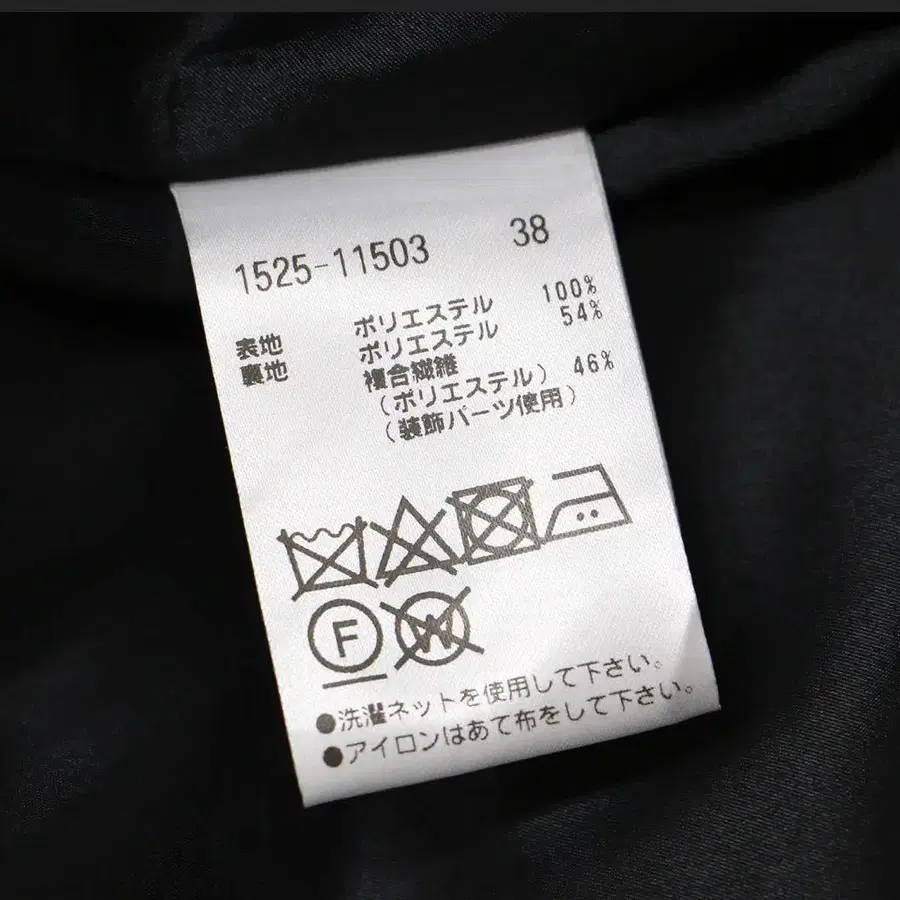 1525-11503 38
表地 ポリエステル 100%
裏地 ポリエステル 54%
複合繊維
(ポリエステル) 46%
(装飾パーツ使用)
F W
●洗濯ネットを使用して下さい。
●アイロンはあて布をして下さい。